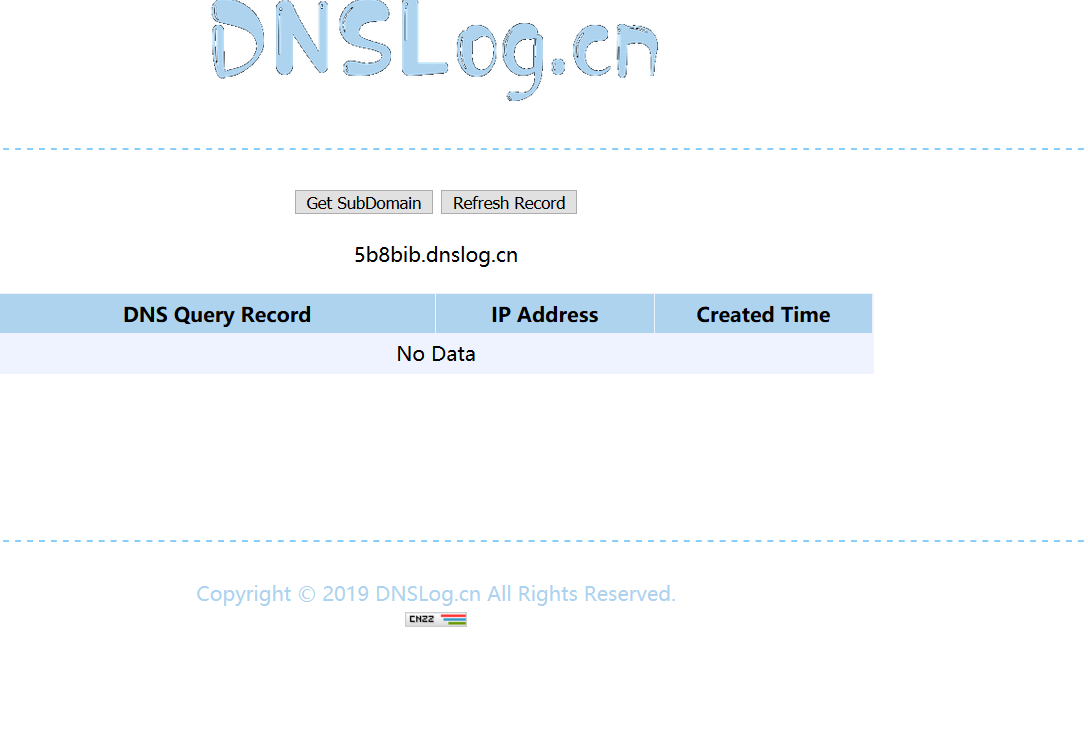 DNSLog.cn
Get SubDomain Refresh Record
5b8bib.dnslog.cn
DNS Query Record IP Address Created Time
No Data
Copyright © 2019 DNSLog.cn All Rights Reserved.
CNZZ